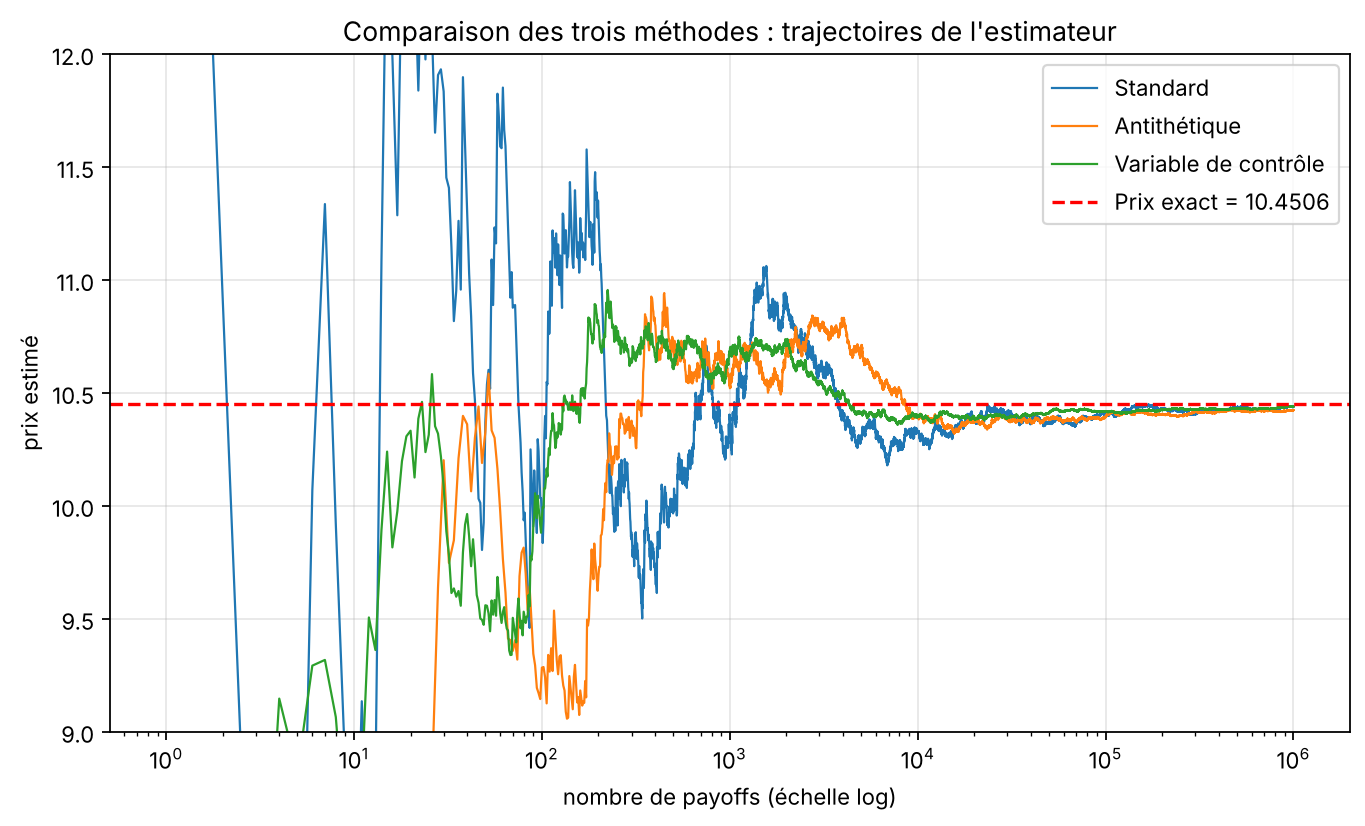 Comparaison des trois méthodes : trajectoires de l'estimateur
12.0
11.5
11.0
10.5
10.0
9.5
9.0
prix estimé
Standard
Antithétique
Variable de contrôle
Prix exact = 10.4506
10⁰ 10¹ 10² 10³ 10⁴ 10⁵ 10⁶
nombre de payoffs (échelle log)